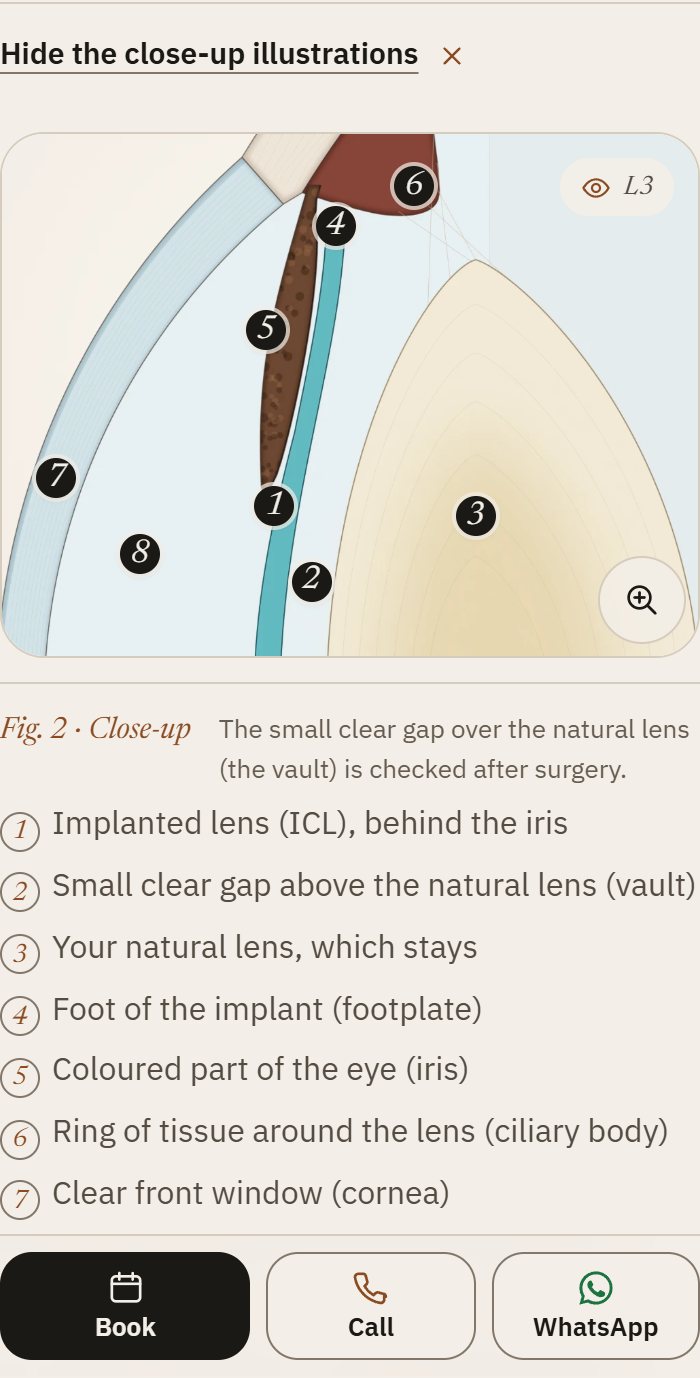 Hide the close-up illustrations
L3
6
4
5
7
1
3
8
2
Fig. 2 · Close-up
The small clear gap over the natural lens
(the vault) is checked after surgery.
1 Implanted lens (ICL), behind the iris
2 Small clear gap above the natural lens (vault)
3 Your natural lens, which stays
4 Foot of the implant (footplate)
5 Coloured part of the eye (iris)
6 Ring of tissue around the lens (ciliary body)
7 Clear front window (cornea)
Book
Call
WhatsApp